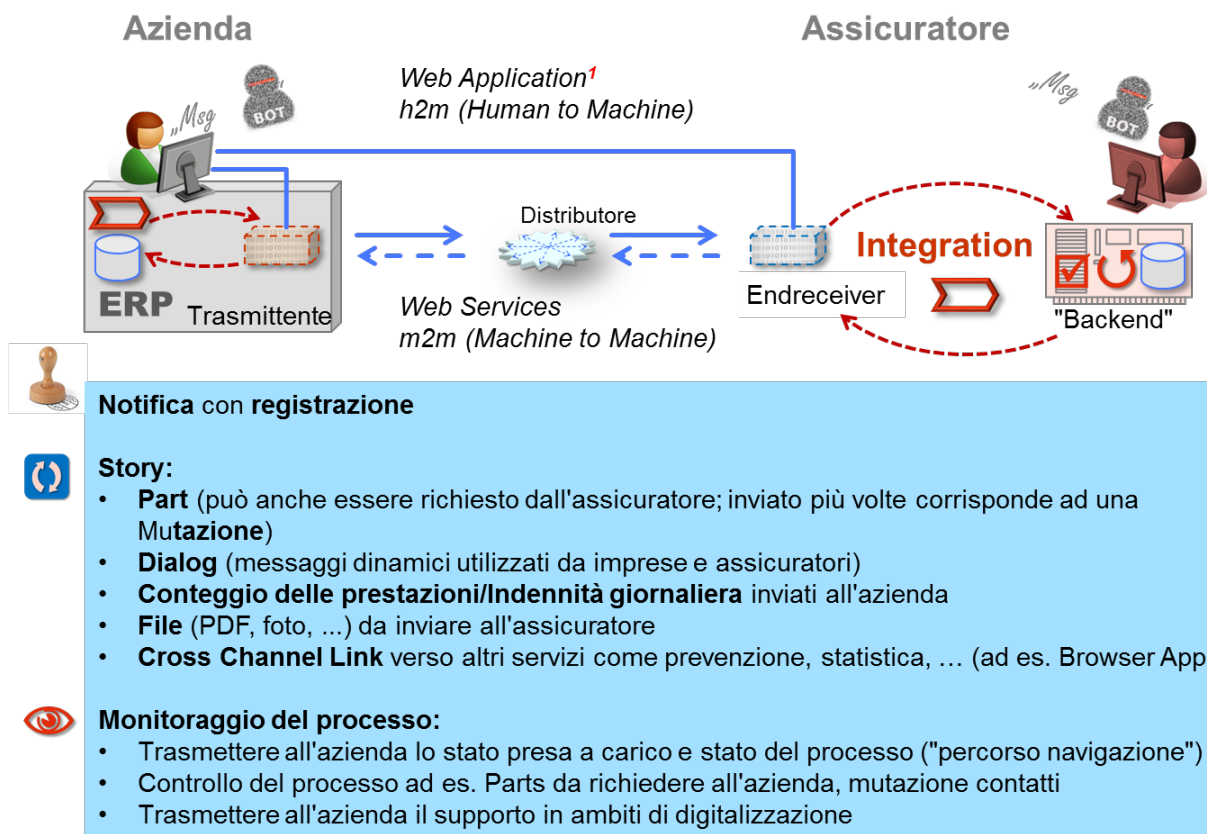 Azienda
Assicuratore
Web Application¹
h2m (Human to Machine)
„Msg
BOT
„Msg
BOT
Distributore
Integration
ERP
Trasmittente
Endreceiver
"Backend"
Web Services
m2m (Machine to Machine)
Notifica con registrazione
Story:
• Part (può anche essere richiesto dall'assicuratore; inviato più volte corrisponde ad una
Mutazione)
• Dialog (messaggi dinamici utilizzati da imprese e assicuratori)
• Conteggio delle prestazioni/Indennità giornaliera inviati all'azienda
• File (PDF, foto, ...) da inviare all'assicuratore
• Cross Channel Link verso altri servizi come prevenzione, statistica, … (ad es. Browser App
Monitoraggio del processo:
• Trasmettere all'azienda lo stato presa a carico e stato del processo ("percorso navigazione")
• Controllo del processo ad es. Parts da richiedere all'azienda, mutazione contatti
• Trasmettere all'azienda il supporto in ambiti di digitalizzazione